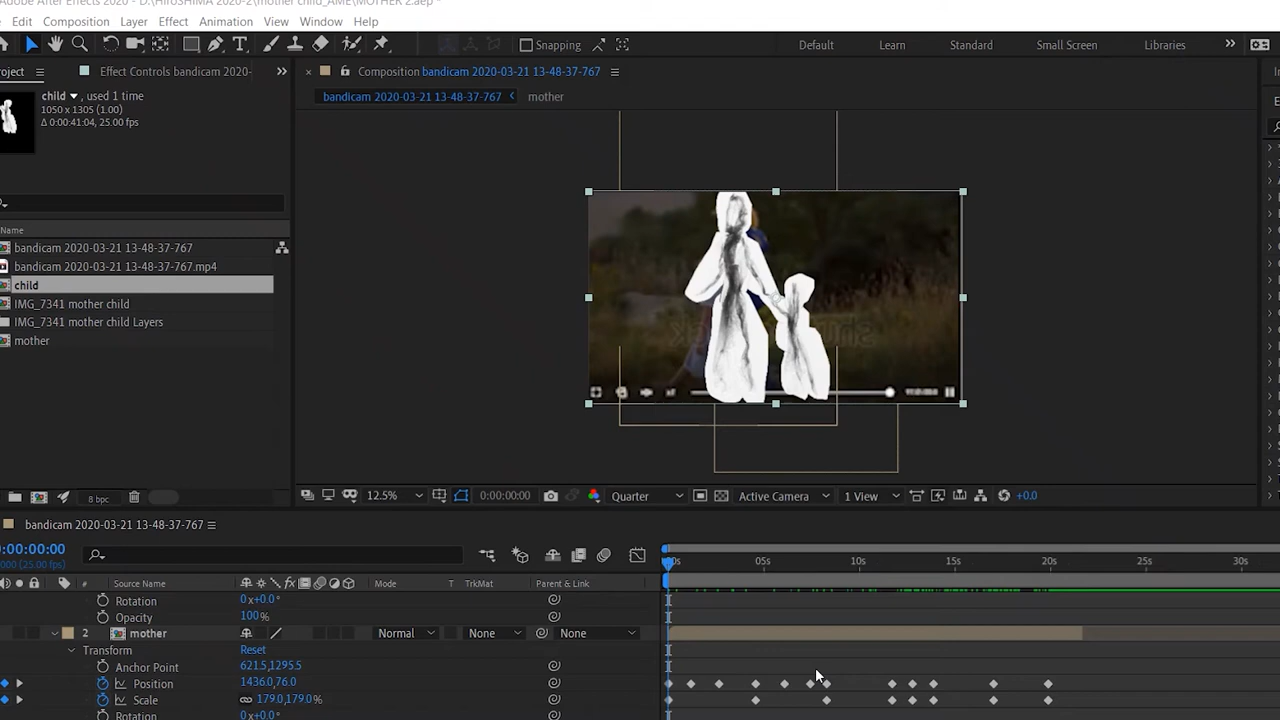 Adobe After Effects 2020 - D:\HIroSHIMA 2020-2\mother child_AME\MOTHER 2.aep *
Edit Composition Layer Effect Animation View Window Help
Snapping Default Learn Standard Small Screen Libraries
Effect Controls bandicam 2020-
Composition bandicam 2020-03-21 13-48-37-767
child, used 1 time
bandicam 2020-03-21 13-48-37-767 mother
1050 x 1305 (1.00)
Δ 0:00:41:04, 25.00 fps
Name
bandicam 2020-03-21 13-48-37-767
bandicam 2020-03-21 13-48-37-767.mp4
child
IMG_7341 mother child
IMG_7341 mother child Layers
mother
8 bpc 12.5% 0:00:00:00 Quarter Active Camera 1 View +0.0
bandicam 2020-03-21 13-48-37-767
0:00:00:00
(25.00 fps)
05s 10s 15s 20s 30s
# Source Name Mode T TrkMat Parent & Link
Rotation 0x+0.0°
Opacity 100%
2 mother Normal None None
Transform Reset
Anchor Point 621.5,1295.5
Position 1436.0,76.0
Scale 179.0,179.0%
Rotation 0x+0.0°